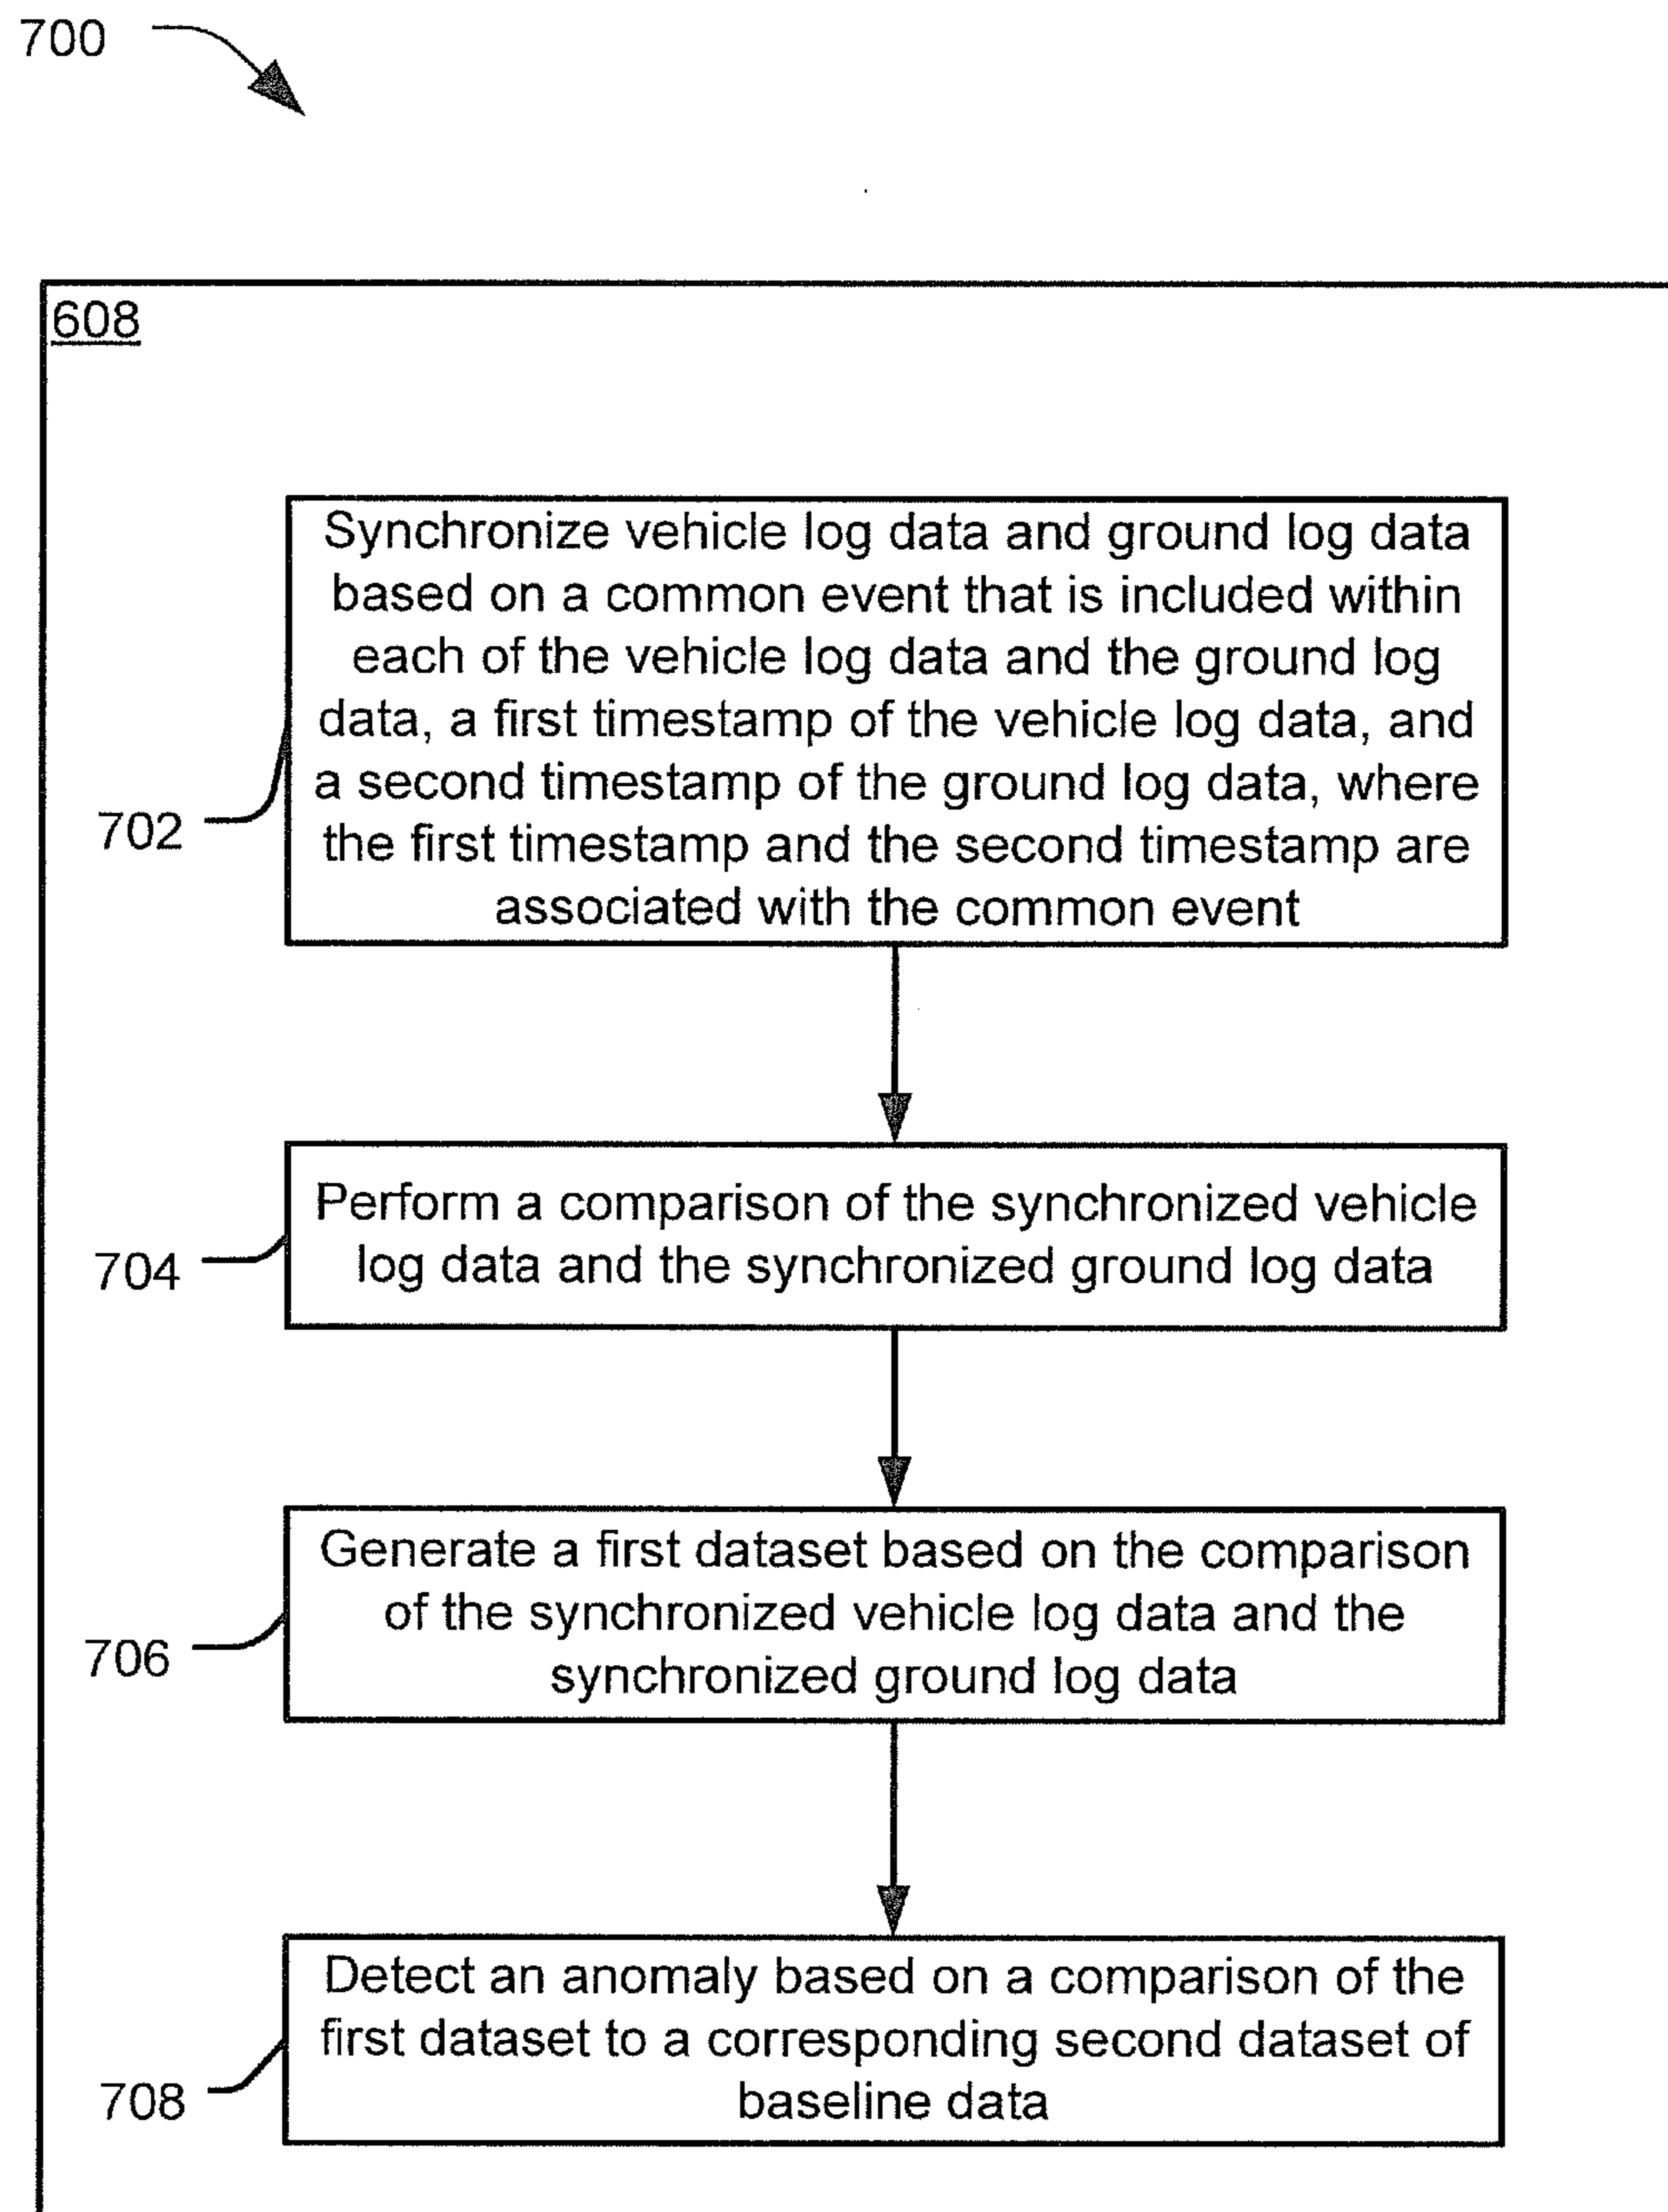 700
608
Synchronize vehicle log data and ground log data
based on a common event that is included within
each of the vehicle log data and the ground log
data, a first timestamp of the vehicle log data, and
a second timestamp of the ground log data, where
the first timestamp and the second timestamp are
associated with the common event
702
Perform a comparison of the synchronized vehicle
log data and the synchronized ground log data
704
Generate a first dataset based on the comparison
of the synchronized vehicle log data and the
synchronized ground log data
706
Detect an anomaly based on a comparison of the
first dataset to a corresponding second dataset of
baseline data
708